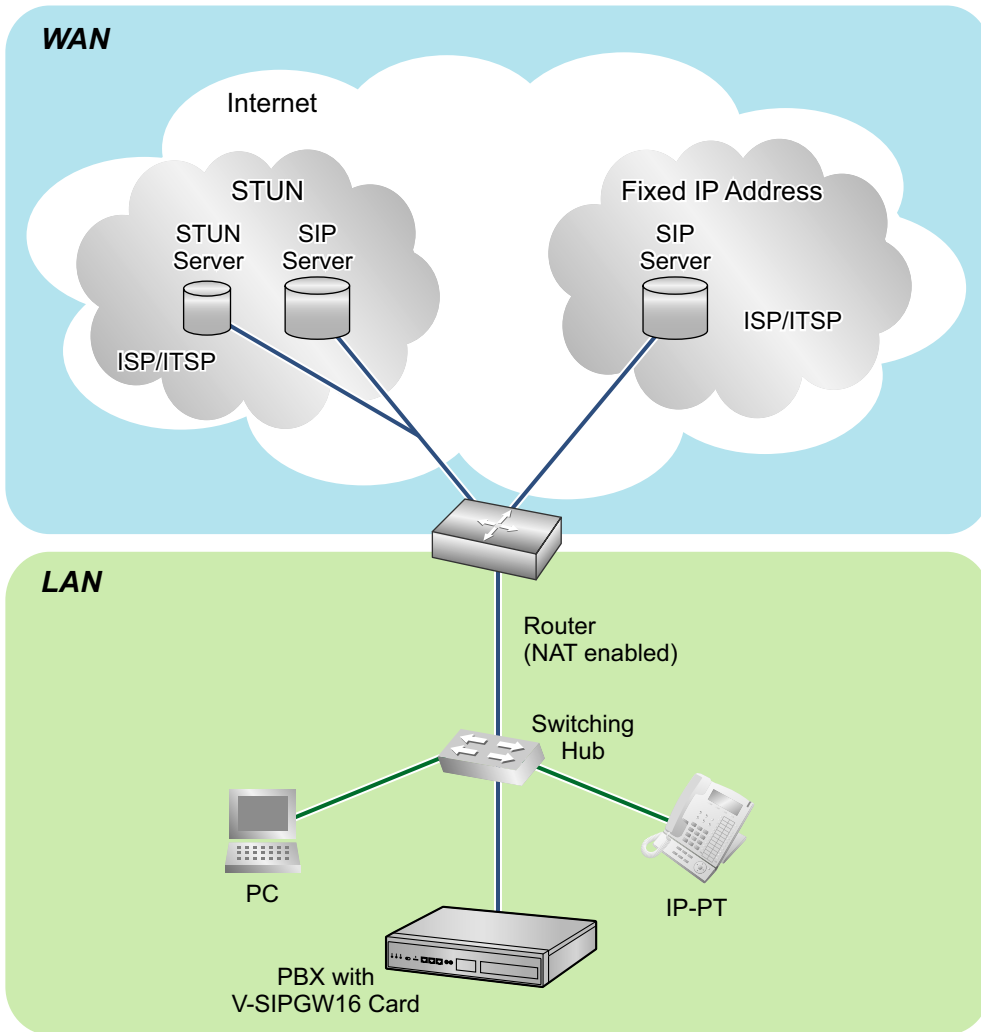 WAN
Internet
STUN
Fixed IP Address
STUN
Server
SIP
Server
SIP
Server
ISP/ITSP
ISP/ITSP
LAN
Router
(NAT enabled)
Switching
Hub
PC
IP-PT
PBX with
V-SIPGW16 Card